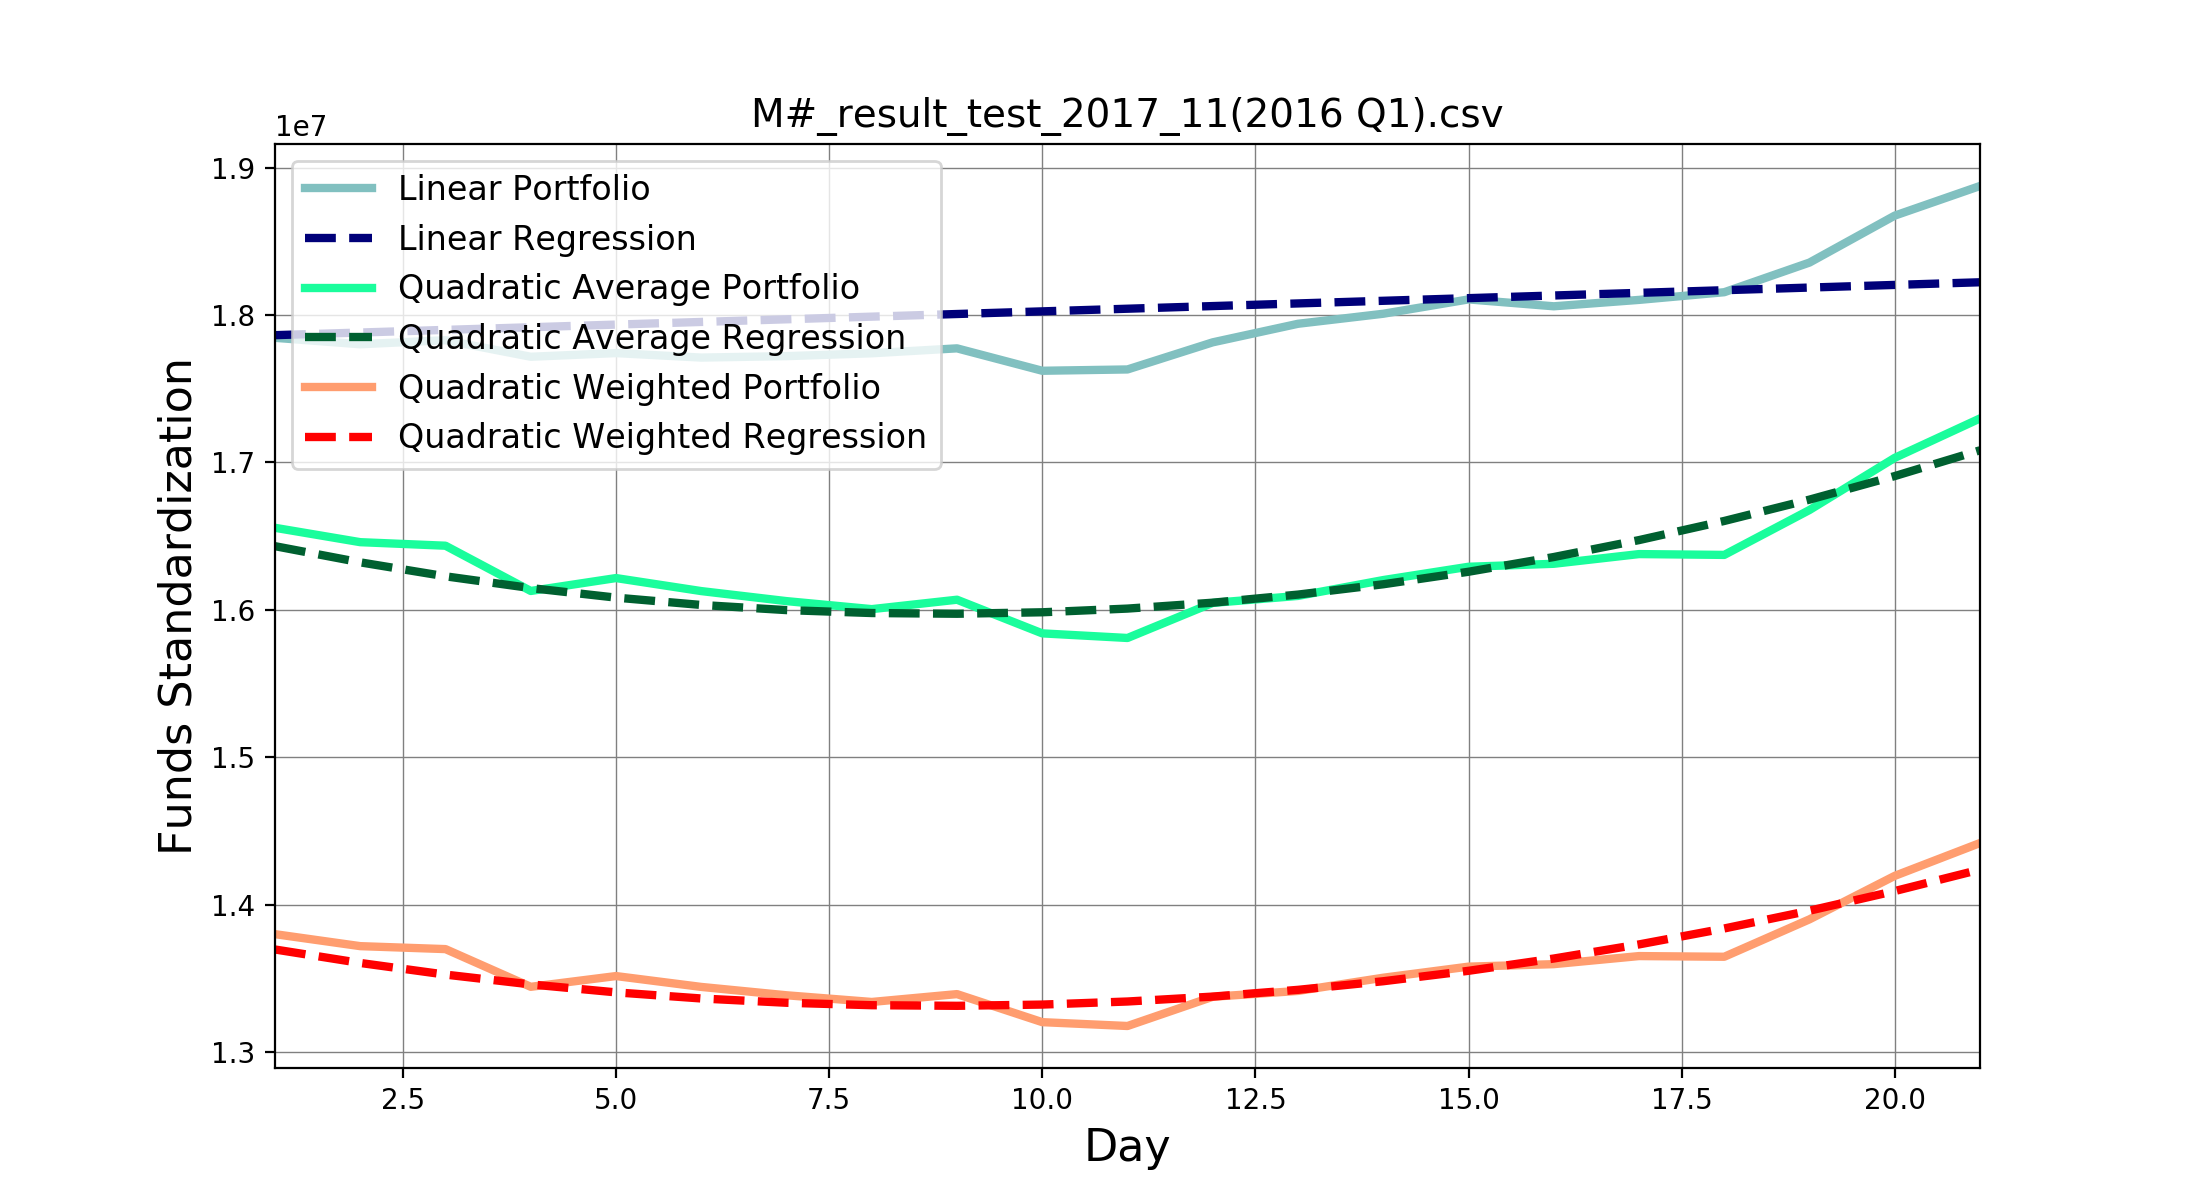 M#_result_test_2017_11(2016 Q1).csv
1e7
1.9
1.8
1.7
1.6
1.5
1.4
1.3
Funds Standardization
Linear Portfolio
Linear Regression
Quadratic Average Portfolio
Quadratic Average Regression
Quadratic Weighted Portfolio
Quadratic Weighted Regression
2.5 5.0 7.5 10.0 12.5 15.0 17.5 20.0
Day